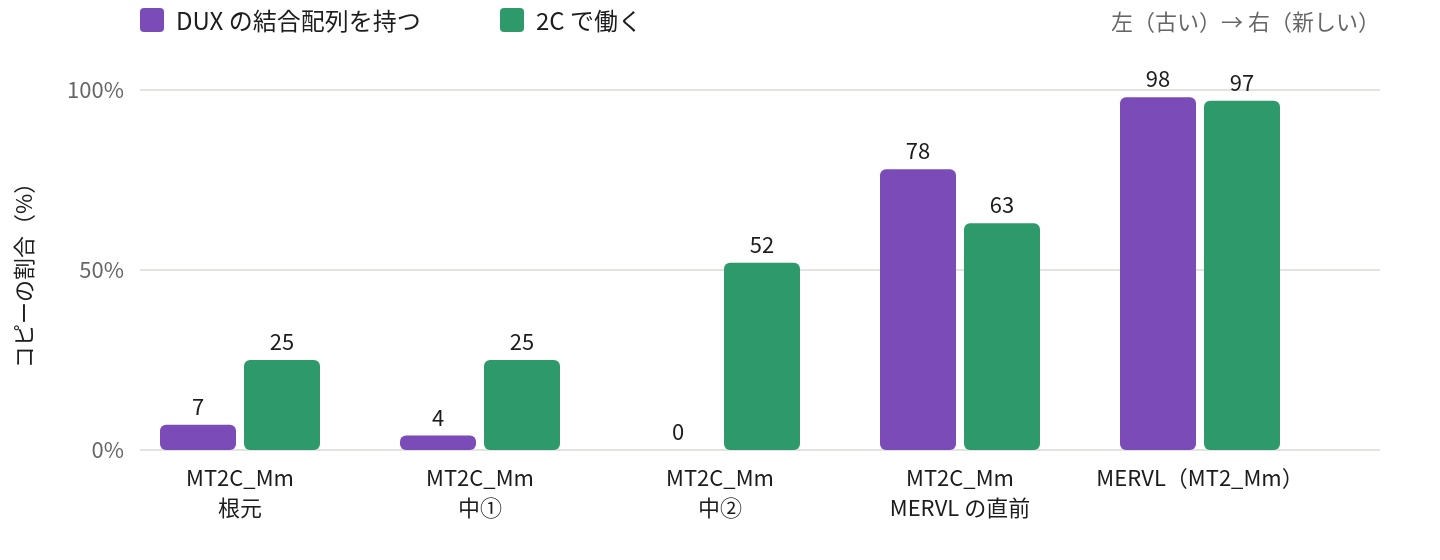 DUX の結合配列を持つ
2C で働く
左（古い）→ 右（新しい）
コピーの割合（%）
100%
50%
0%
7
25
4
25
0
52
78
63
98
97
MT2C_Mm
根元
MT2C_Mm
中①
MT2C_Mm
中②
MT2C_Mm
MERVL の直前
MERVL（MT2_Mm）